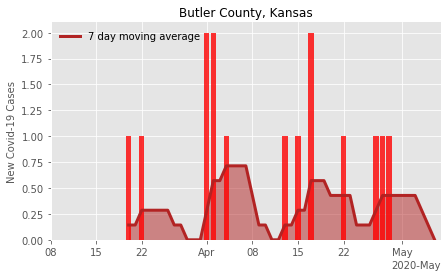 Butler County, Kansas
7 day moving average
New Covid-19 Cases
2.00
1.75
1.50
1.25
1.00
0.75
0.50
0.25
0.00
08 15 22 Apr 08 15 22 May
2020-May